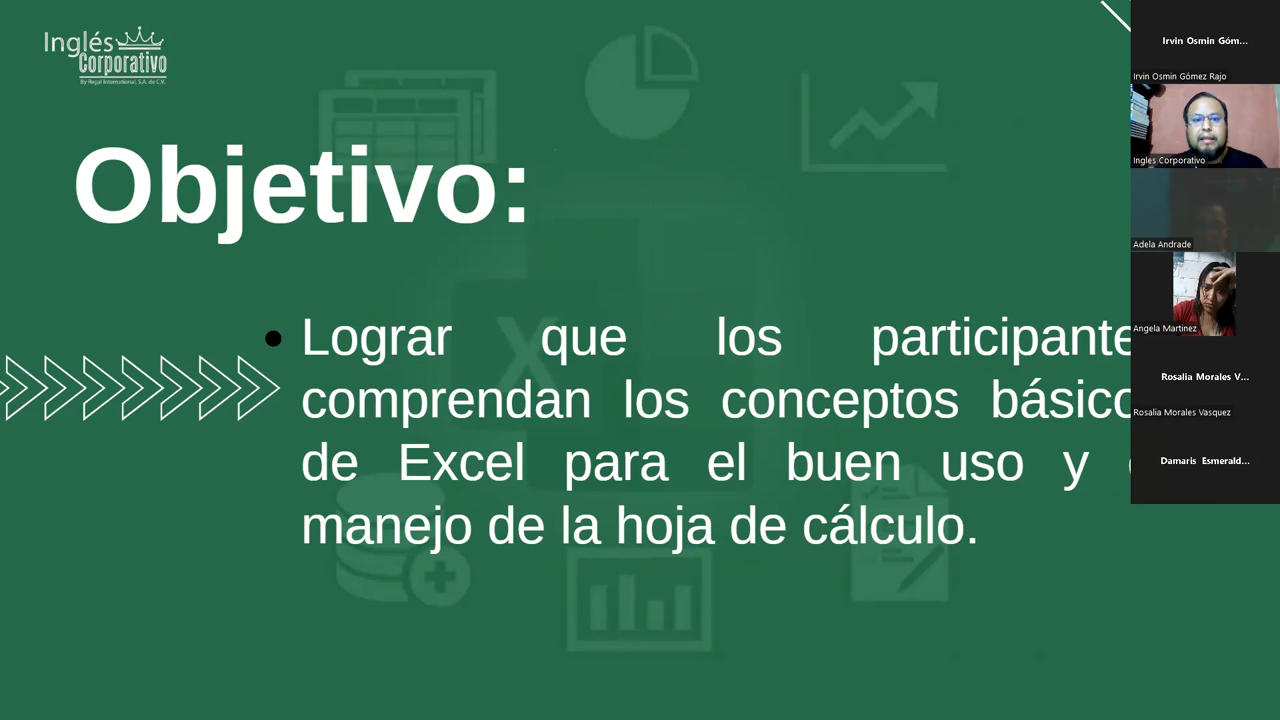 Inglés
Corporativo
By Regal International, S.A. de C.V.
Objetivo:
Lograr que los participante
comprendan los conceptos básico
de Excel para el buen uso y
manejo de la hoja de cálculo.
Irvin Osmin Góm...
Irvin Osmin Gómez Rajo
Ingles Corporativo
Adela Andrade
Angela Martinez
Rosalia Morales V...
Rosalia Morales Vasquez
Damaris Esmerald...